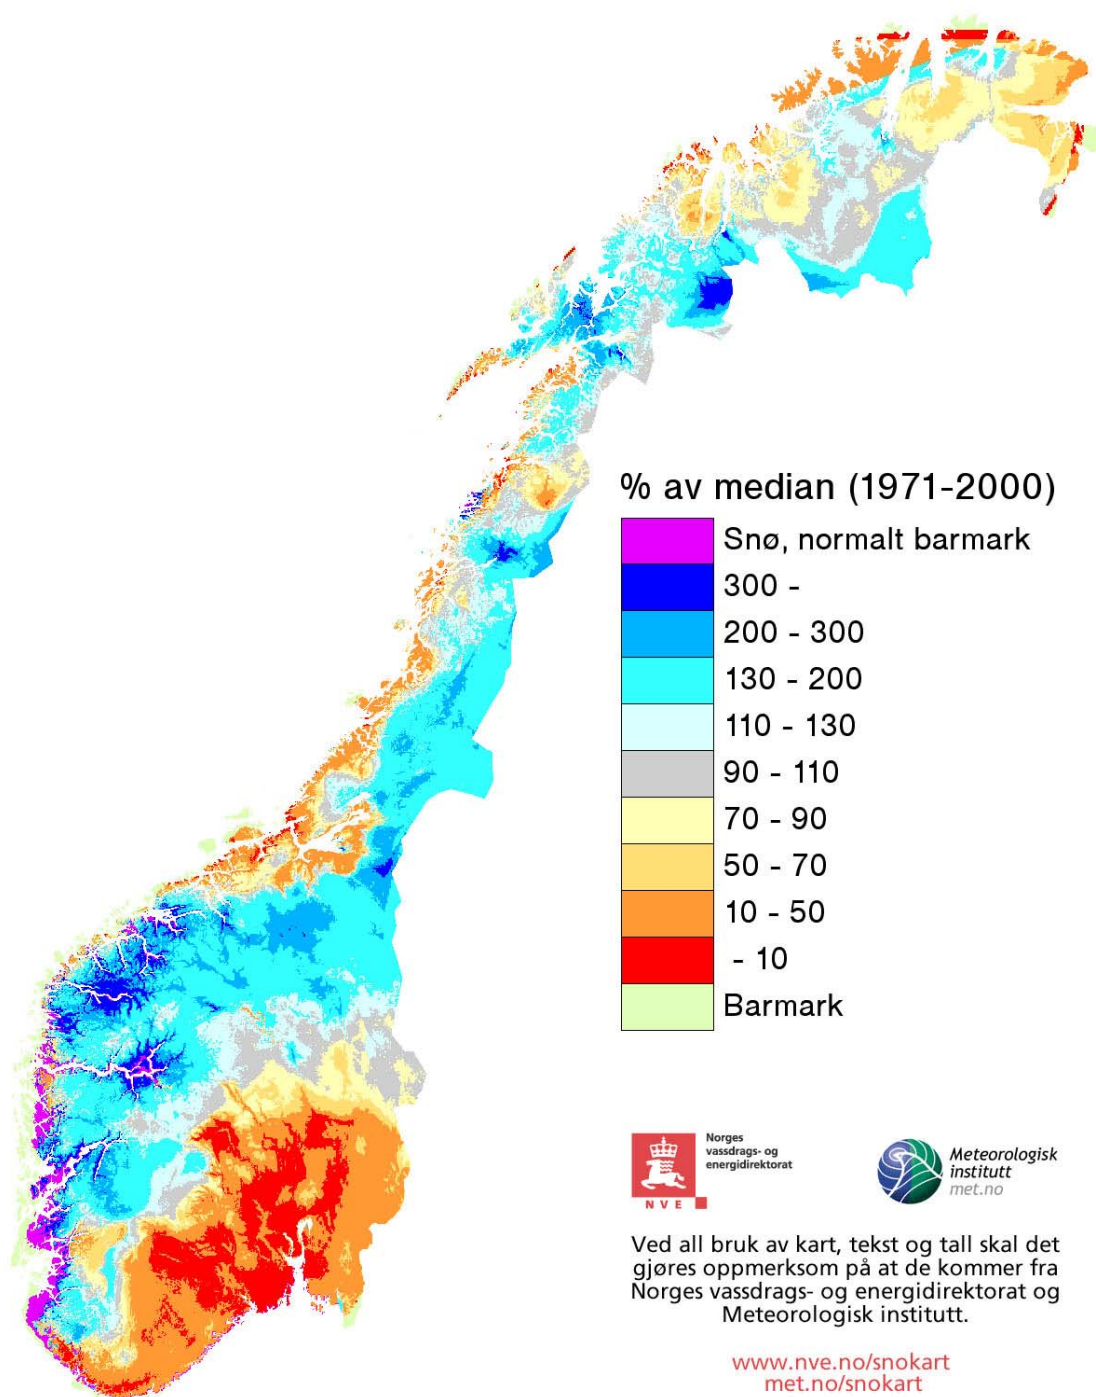 % av median (1971-2000)
Snø, normalt barmark
300 -
200 - 300
130 - 200
110 - 130
90 - 110
70 - 90
50 - 70
10 - 50
- 10
Barmark
Norges
vassdrags- og
energidirektorat
NVE
Meteorologisk
institutt
met.no
Ved all bruk av kart, tekst og tall skal det
gjøres oppmerksom på at de kommer fra
Norges vassdrags- og energidirektorat og
Meteorologisk institutt.
www.nve.no/snokart
met.no/snokart